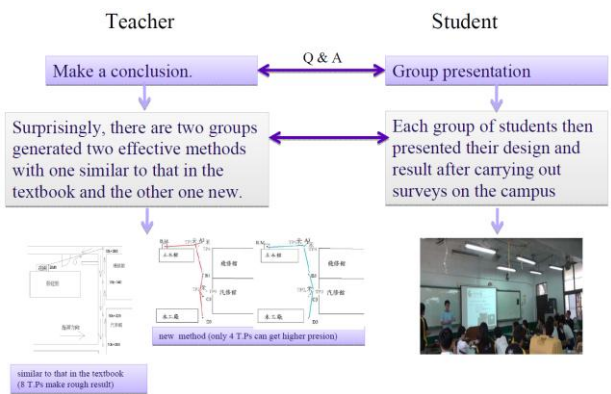 Teacher
Student
Make a conclusion.
Q & A
Group presentation
Surprisingly, there are two groups
generated two effective methods
with one similar to that in the
textbook and the other one new.
Each group of students then
presented their design and
result after carrying out
surveys on the campus
new method (only 4 T.Ps can get higher presion)
similar to that in the textbook
(8 T.Ps make rough result)